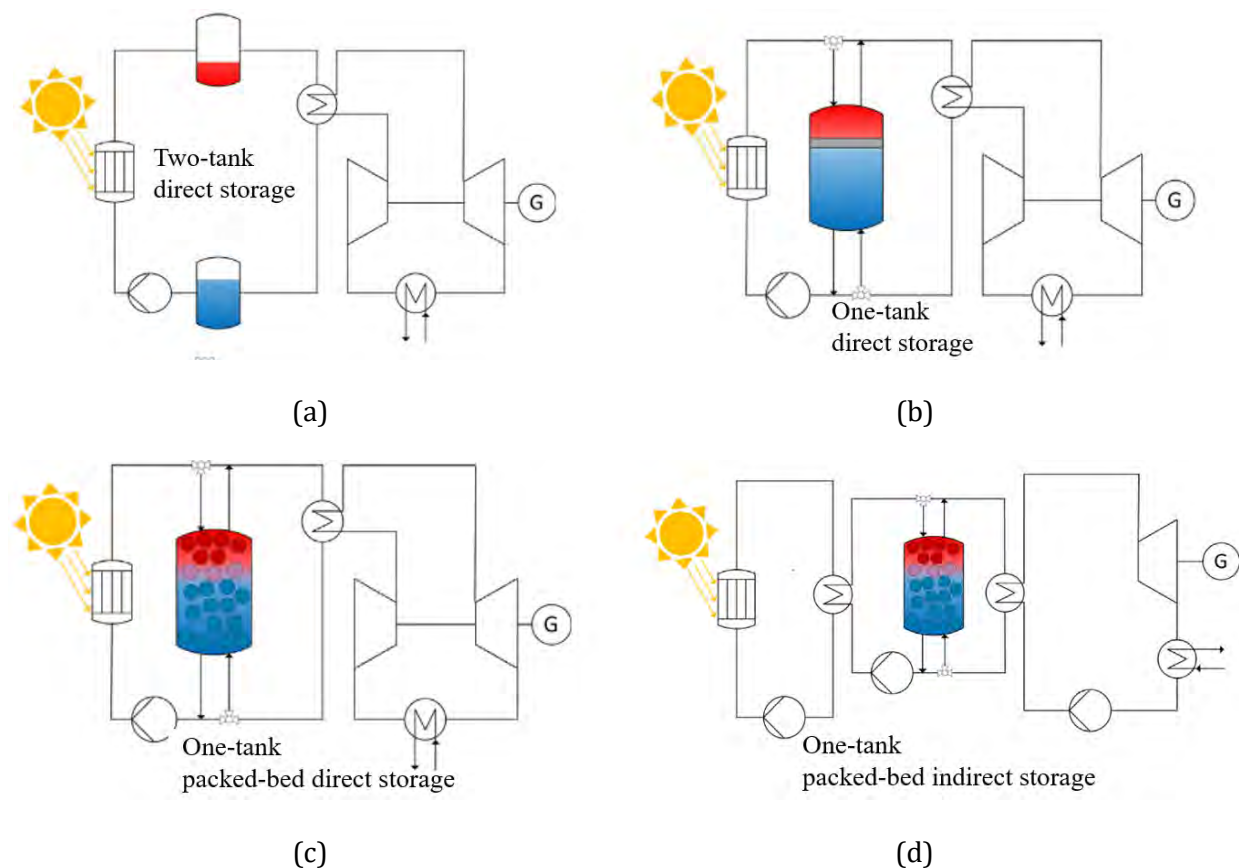 Two-tank
direct storage
G
One-tank
direct storage
G
(a)
(b)
One-tank
packed-bed direct storage
G
One-tank
packed-bed indirect storage
G
(c)
(d)